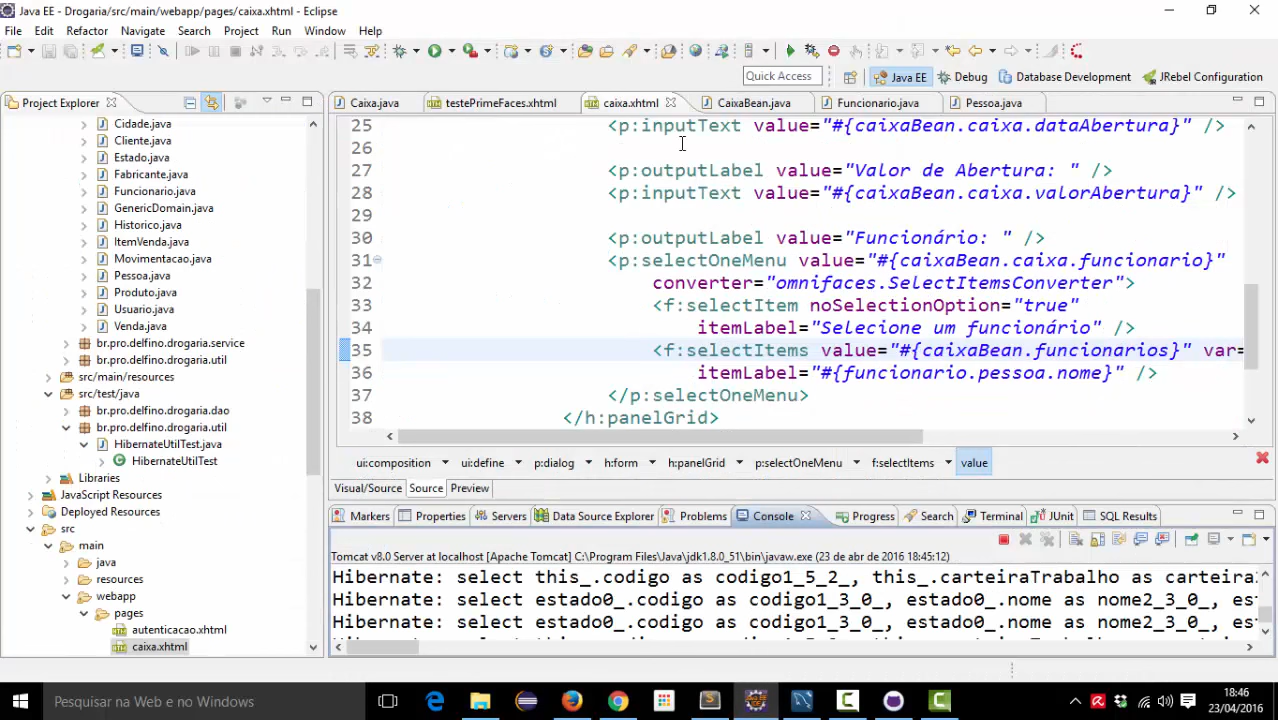 Java EE - Drogaria/src/main/webapp/pages/caixa.xhtml - Eclipse
File Edit Refactor Navigate Search Project Run Window Help
Quick Access Java EE Debug Database Development JRebel Configuration
Project Explorer
Cidade.java
Cliente.java
Estado.java
Fabricante.java
Funcionario.java
GenericDomain.java
Historico.java
ItemVenda.java
Movimentacao.java
Pessoa.java
Produto.java
Usuario.java
Venda.java
br.pro.delfino.drogaria.service
br.pro.delfino.drogaria.util
src/main/resources
src/test/java
br.pro.delfino.drogaria.dao
br.pro.delfino.drogaria.util
HibernateUtilTest.java
HibernateUtilTest
Libraries
JavaScript Resources
Deployed Resources
src
main
java
resources
webapp
pages
autenticacao.xhtml
caixa.xhtml
Caixa.java testePrimeFaces.xhtml caixa.xhtml CaixaBean.java Funcionario.java Pessoa.java
25 <p:inputText value="#{caixaBean.caixa.dataAbertura}" />
26
27 <p:outputLabel value="Valor de Abertura: " />
28 <p:inputText value="#{caixaBean.caixa.valorAbertura}" />
29
30 <p:outputLabel value="Funcionário: " />
31 <p:selectOneMenu value="#{caixaBean.caixa.funcionario}"
32 converter="omnifaces.SelectItemsConverter">
33 <f:selectItem noSelectionOption="true"
34 itemLabel="Selecione um funcionário" />
35 <f:selectItems value="#{caixaBean.funcionarios}" var=
36 itemLabel="#{funcionario.pessoa.nome}" />
37 </p:selectOneMenu>
38 </h:panelGrid>
ui:composition ui:define p:dialog h:form h:panelGrid p:selectOneMenu f:selectItems value
Visual/Source Source Preview
Markers Properties Servers Data Source Explorer Problems Console Progress Search Terminal JUnit SQL Results
Tomcat v8.0 Server at localhost [Apache Tomcat] C:\Program Files\Java\jdk1.8.0_51\bin\javaw.exe (23 de abr de 2016 18:45:12)
Hibernate: select this_.codigo as codigo1_5_2_, this_.carteiraTrabalho as carteira
Hibernate: select estado0_.codigo as codigo1_3_0_, estado0_.nome as nome2_3_0_, est
Hibernate: select estado0_.codigo as codigo1_3_0_, estado0_.nome as nome2_3_0_, est
Pesquisar na Web e no Windows
18:46
23/04/2016